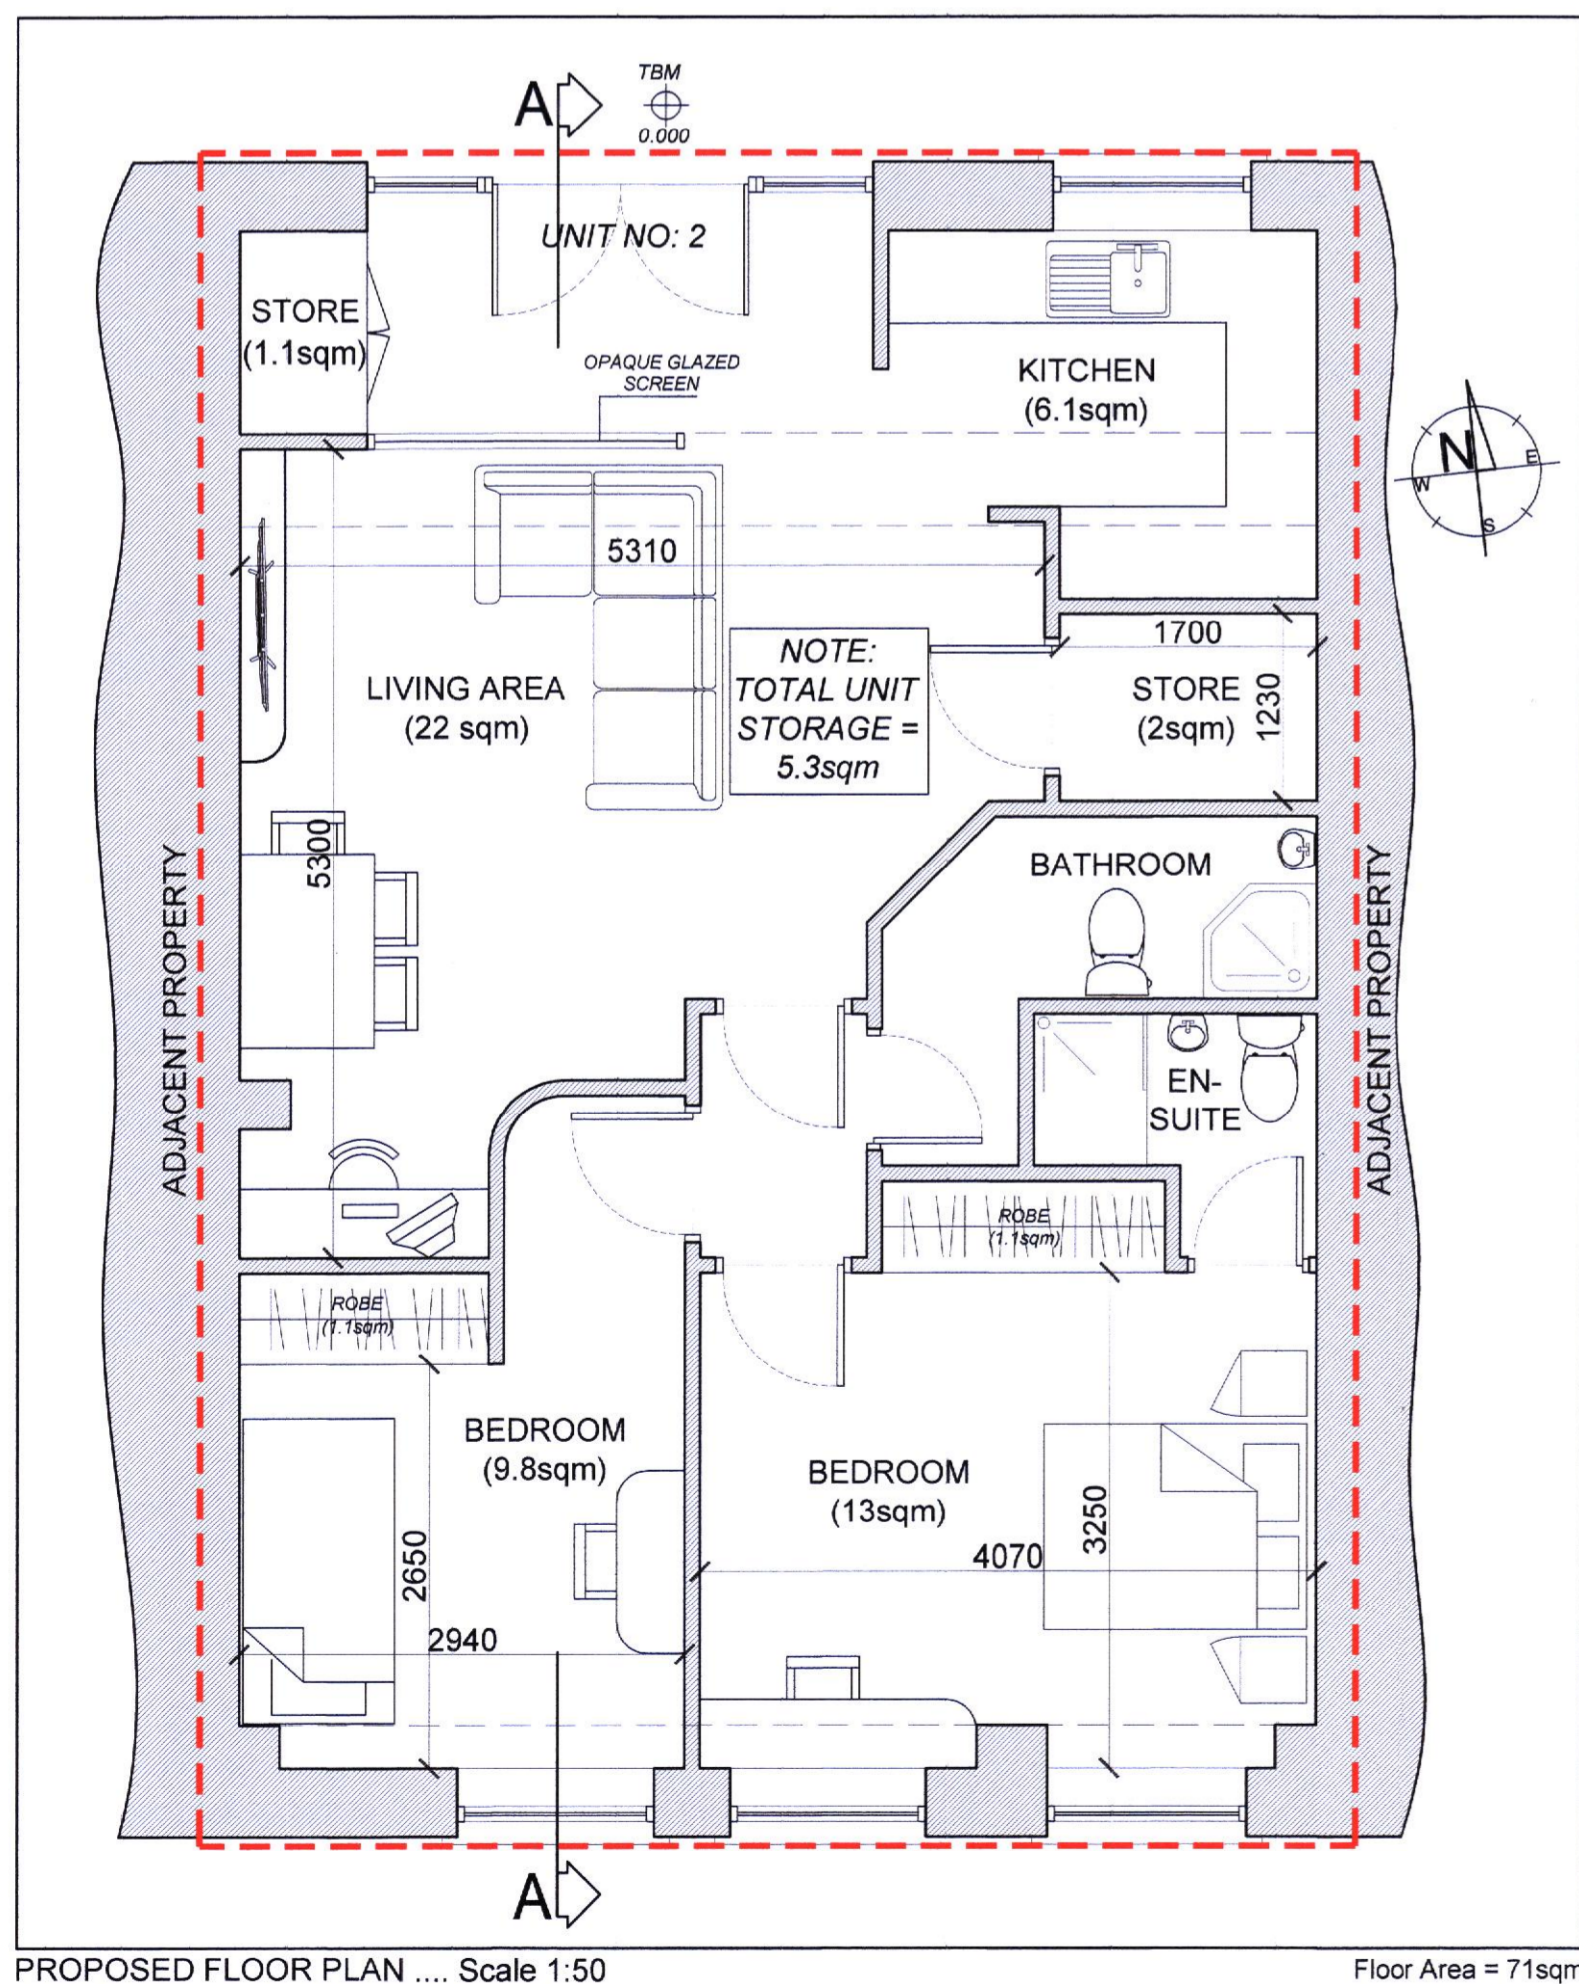 A
TBM
0.000
UNIT NO: 2
STORE
(1.1sqm)
OPAQUE GLAZED
SCREEN
KITCHEN
(6.1sqm)
N
E
W
S
5310
NOTE:
TOTAL UNIT
STORAGE =
5.3sqm
1700
STORE
(2sqm)
1230
LIVING AREA
(22 sqm)
5300
BATHROOM
ADJACENT PROPERTY
ADJACENT PROPERTY
EN-
SUITE
ROBE
(1.1sqm)
ROBE
(1.1sqm)
BEDROOM
(9.8sqm)
BEDROOM
(13sqm)
2650
3250
4070
2940
A
PROPOSED FLOOR PLAN .... Scale 1:50
Floor Area = 71sqm